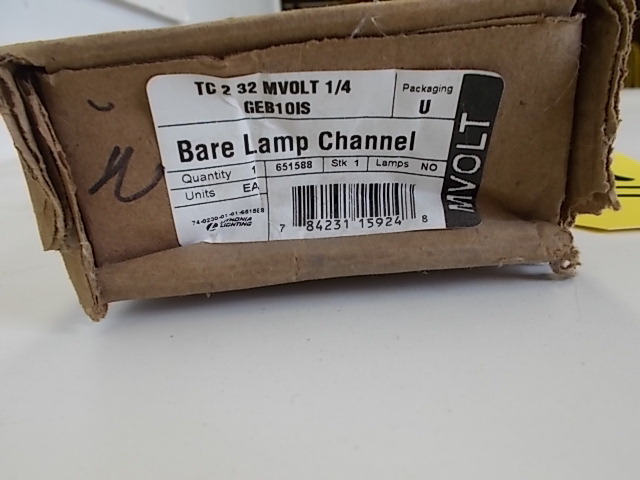 TC 2 32 MVOLT 1/4
GEB10IS
Packaging
U
Bare Lamp Channel
Quantity 1 651588 Stk 1 Lamps NO
Units EA
7 84231 15924 8
LITHONIA
LIGHTING
MVOLT